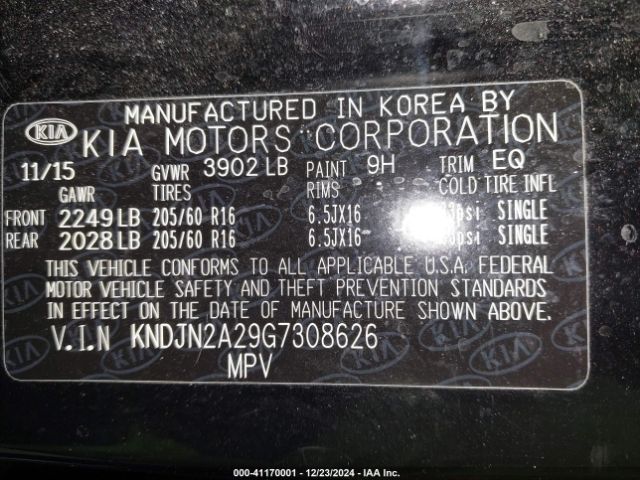 MANUFACTURED IN KOREA BY
KIA KIA MOTORS CORPORATION
11/15 GVWR 3902 LB PAINT 9H TRIM EQ
GAWR TIRES RIMS COLD TIRE INFL
FRONT 2249 LB 205/60 R16 6.5JX16 psi SINGLE
REAR 2028 LB 205/60 R16 6.5JX16 psi SINGLE
THIS VEHICLE CONFORMS TO ALL APPLICABLE U.S.A. FEDERAL
MOTOR VEHICLE SAFETY AND THEFT PREVENTION STANDARDS
IN EFFECT ON THE DATE OF MANUFACTURE SHOWN ABOVE.
V.I.N KNDJN2A29G7308626
MPV
000-41170001 - 12/23/2024 - IAA Inc.